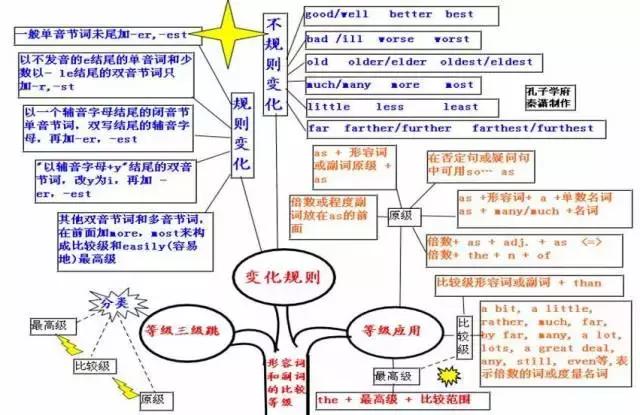 一般单音节词未尾加-er,-est
以不发音的e结尾的单音词和少
数以- le结尾的双音节词只
加-r,-st
以一个辅音字母结尾的闭音节
单音节词，双写结尾的辅音字
母，再加-er，-est
"以辅音字母+y"结尾的双音
节词，改y为i，再加 -
er，-est
其他双音节词和多音节词，
在前面加more，most来构
成比较级和easily(容易
地)最高级
规则变化
不规则变化
good/well better best
bad /ill worse worst
old older/elder oldest/eldest
much/many more most
little less least
far farther/further farthest/furthest
孔子学府
秦潇制作
as + 形容词
或副词原级 +
as
在否定句或疑问句
中可用so… as
倍数或程度副
词放在as的前
面
原级
as +形容词+ a +单数名词
as + many/much +名词
倍数+ as + adj. + as <=>
倍数+ the + n + of
变化规则
比较级形容词或副词 + than
分类
最高级
比较级
原级
等级三级跳
等级应用
比较级
a bit, a little,
rather, much, far,
by far, many, a lot,
lots, a great deal,
any, still, even等,表
示倍数的词或度量名词
最高级
形容词
和副词
的比较
等级
the + 最高级 + 比较范围